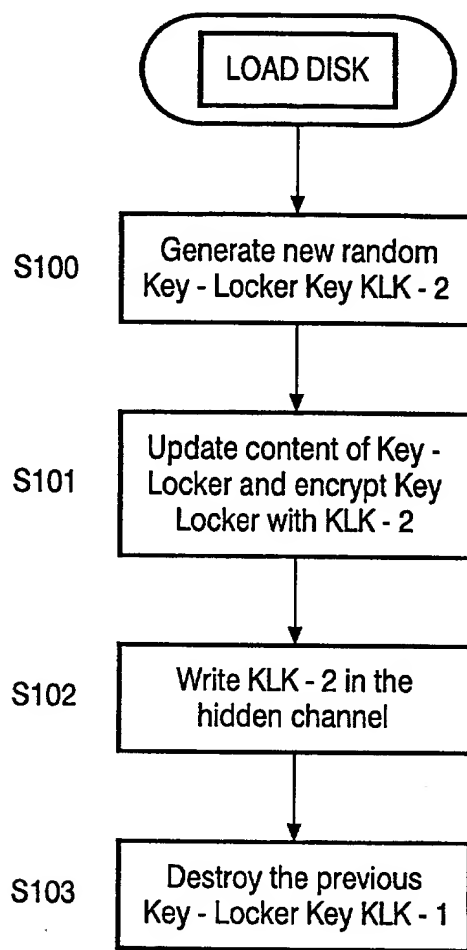 LOAD DISK
S100
Generate new random
Key - Locker Key KLK - 2
S101
Update content of Key -
Locker and encrypt Key
Locker with KLK - 2
S102
Write KLK - 2 in the
hidden channel
S103
Destroy the previous
Key - Locker Key KLK - 1